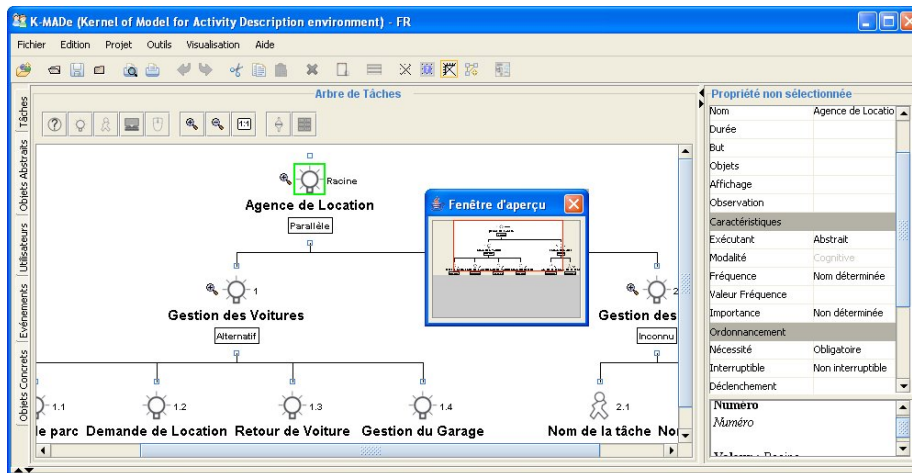 K-MADe (Kernel of Model for Activity Description environment) - FR
Fichier Edition Projet Outils Visualisation Aide
Arbre de Tâches
Propriété non sélectionnée
Tâches
Objets Abstraits
Utilisateurs
Evénements
Objets Concrets
1:1
Racine
Agence de Location
Parallèle
Fenêtre d'aperçu
1
Gestion des Voitures
Alternatif
2
Gestion des
Inconnu
1.1
1.2
1.3
1.4
2.1
le parc Demande de Location Retour de Voiture Gestion du Garage Nom de la tâche No
Nom Agence de Locatio
Durée
But
Objets
Affichage
Observation
Caractéristiques
Exécutant Abstrait
Modalité Cognitive
Fréquence Nom déterminée
Valeur Fréquence
Importance Non déterminée
Ordonnancement
Nécessité Obligatoire
Interruptible Non interruptible
Déclenchement
Numéro
Numéro
Valeur : Racine